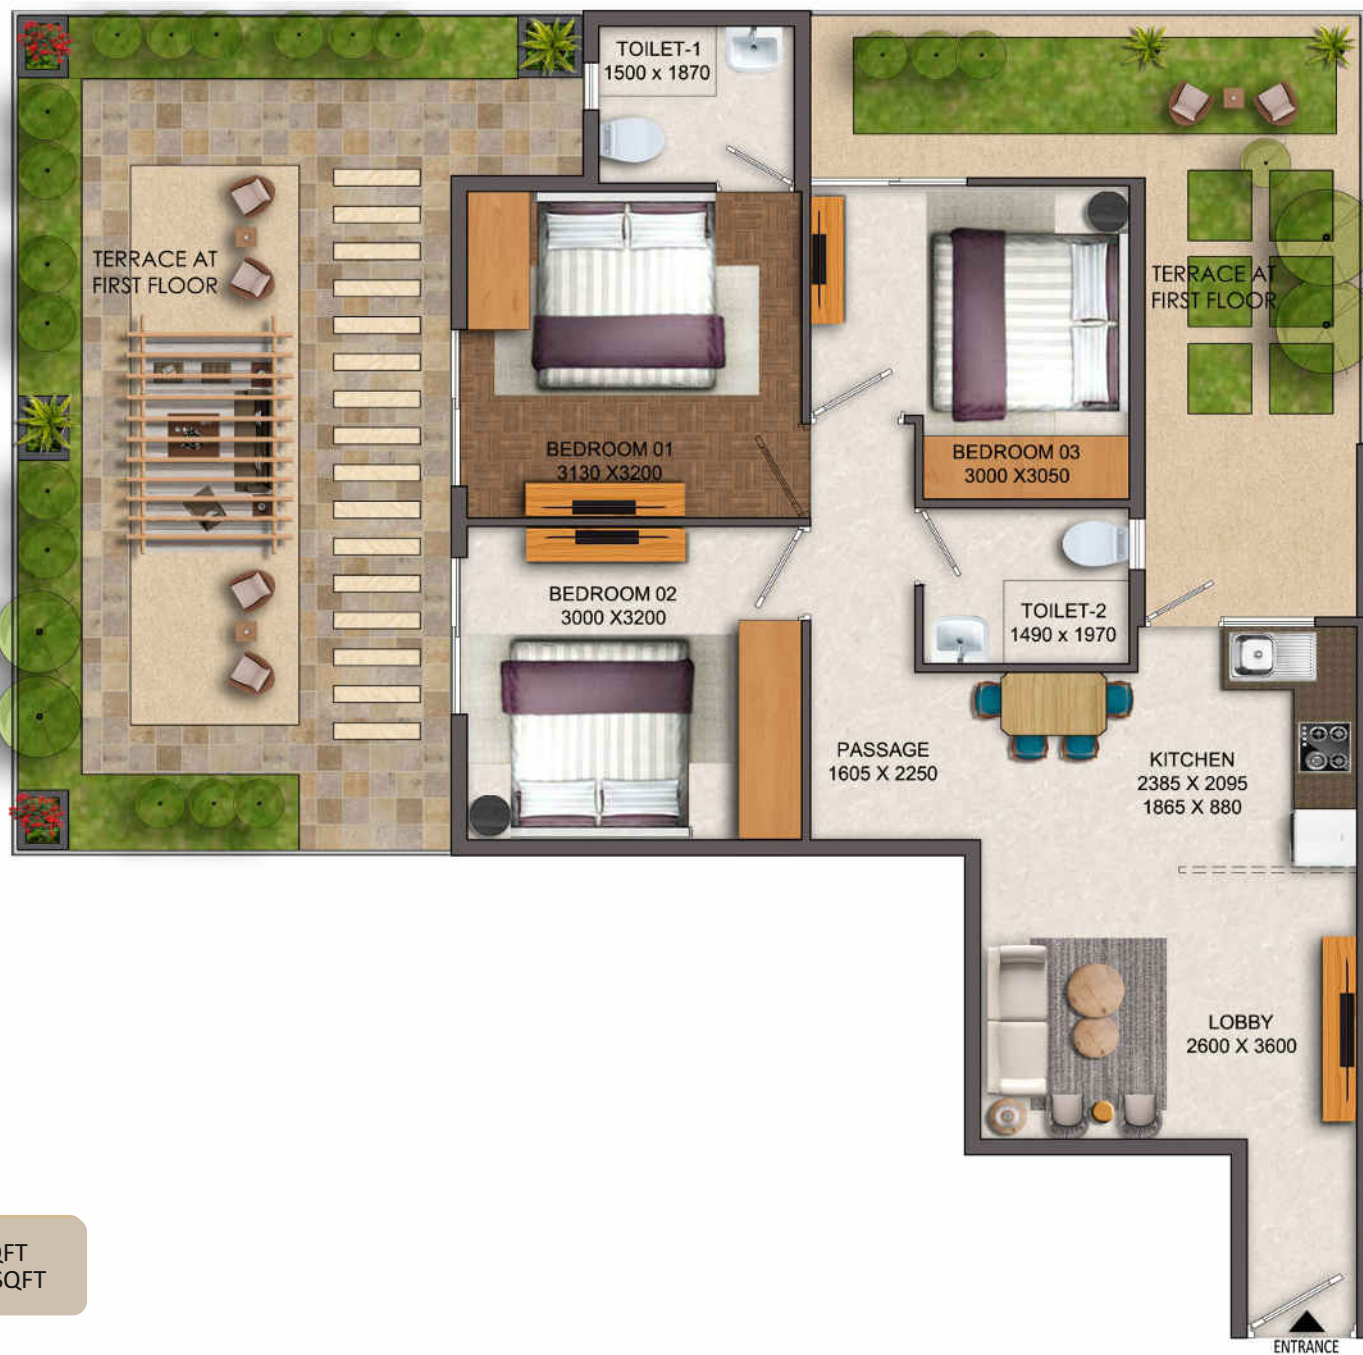 TOILET-1
1500 x 1870
TERRACE AT
FIRST FLOOR
TERRACE AT
FIRST FLOOR
BEDROOM 01
3130 X3200
BEDROOM 03
3000 X3050
BEDROOM 02
3000 X3200
TOILET-2
1490 x 1970
PASSAGE
1605 X 2250
KITCHEN
2385 X 2095
1865 X 880
LOBBY
2600 X 3600
SQFT
ENTRANCE